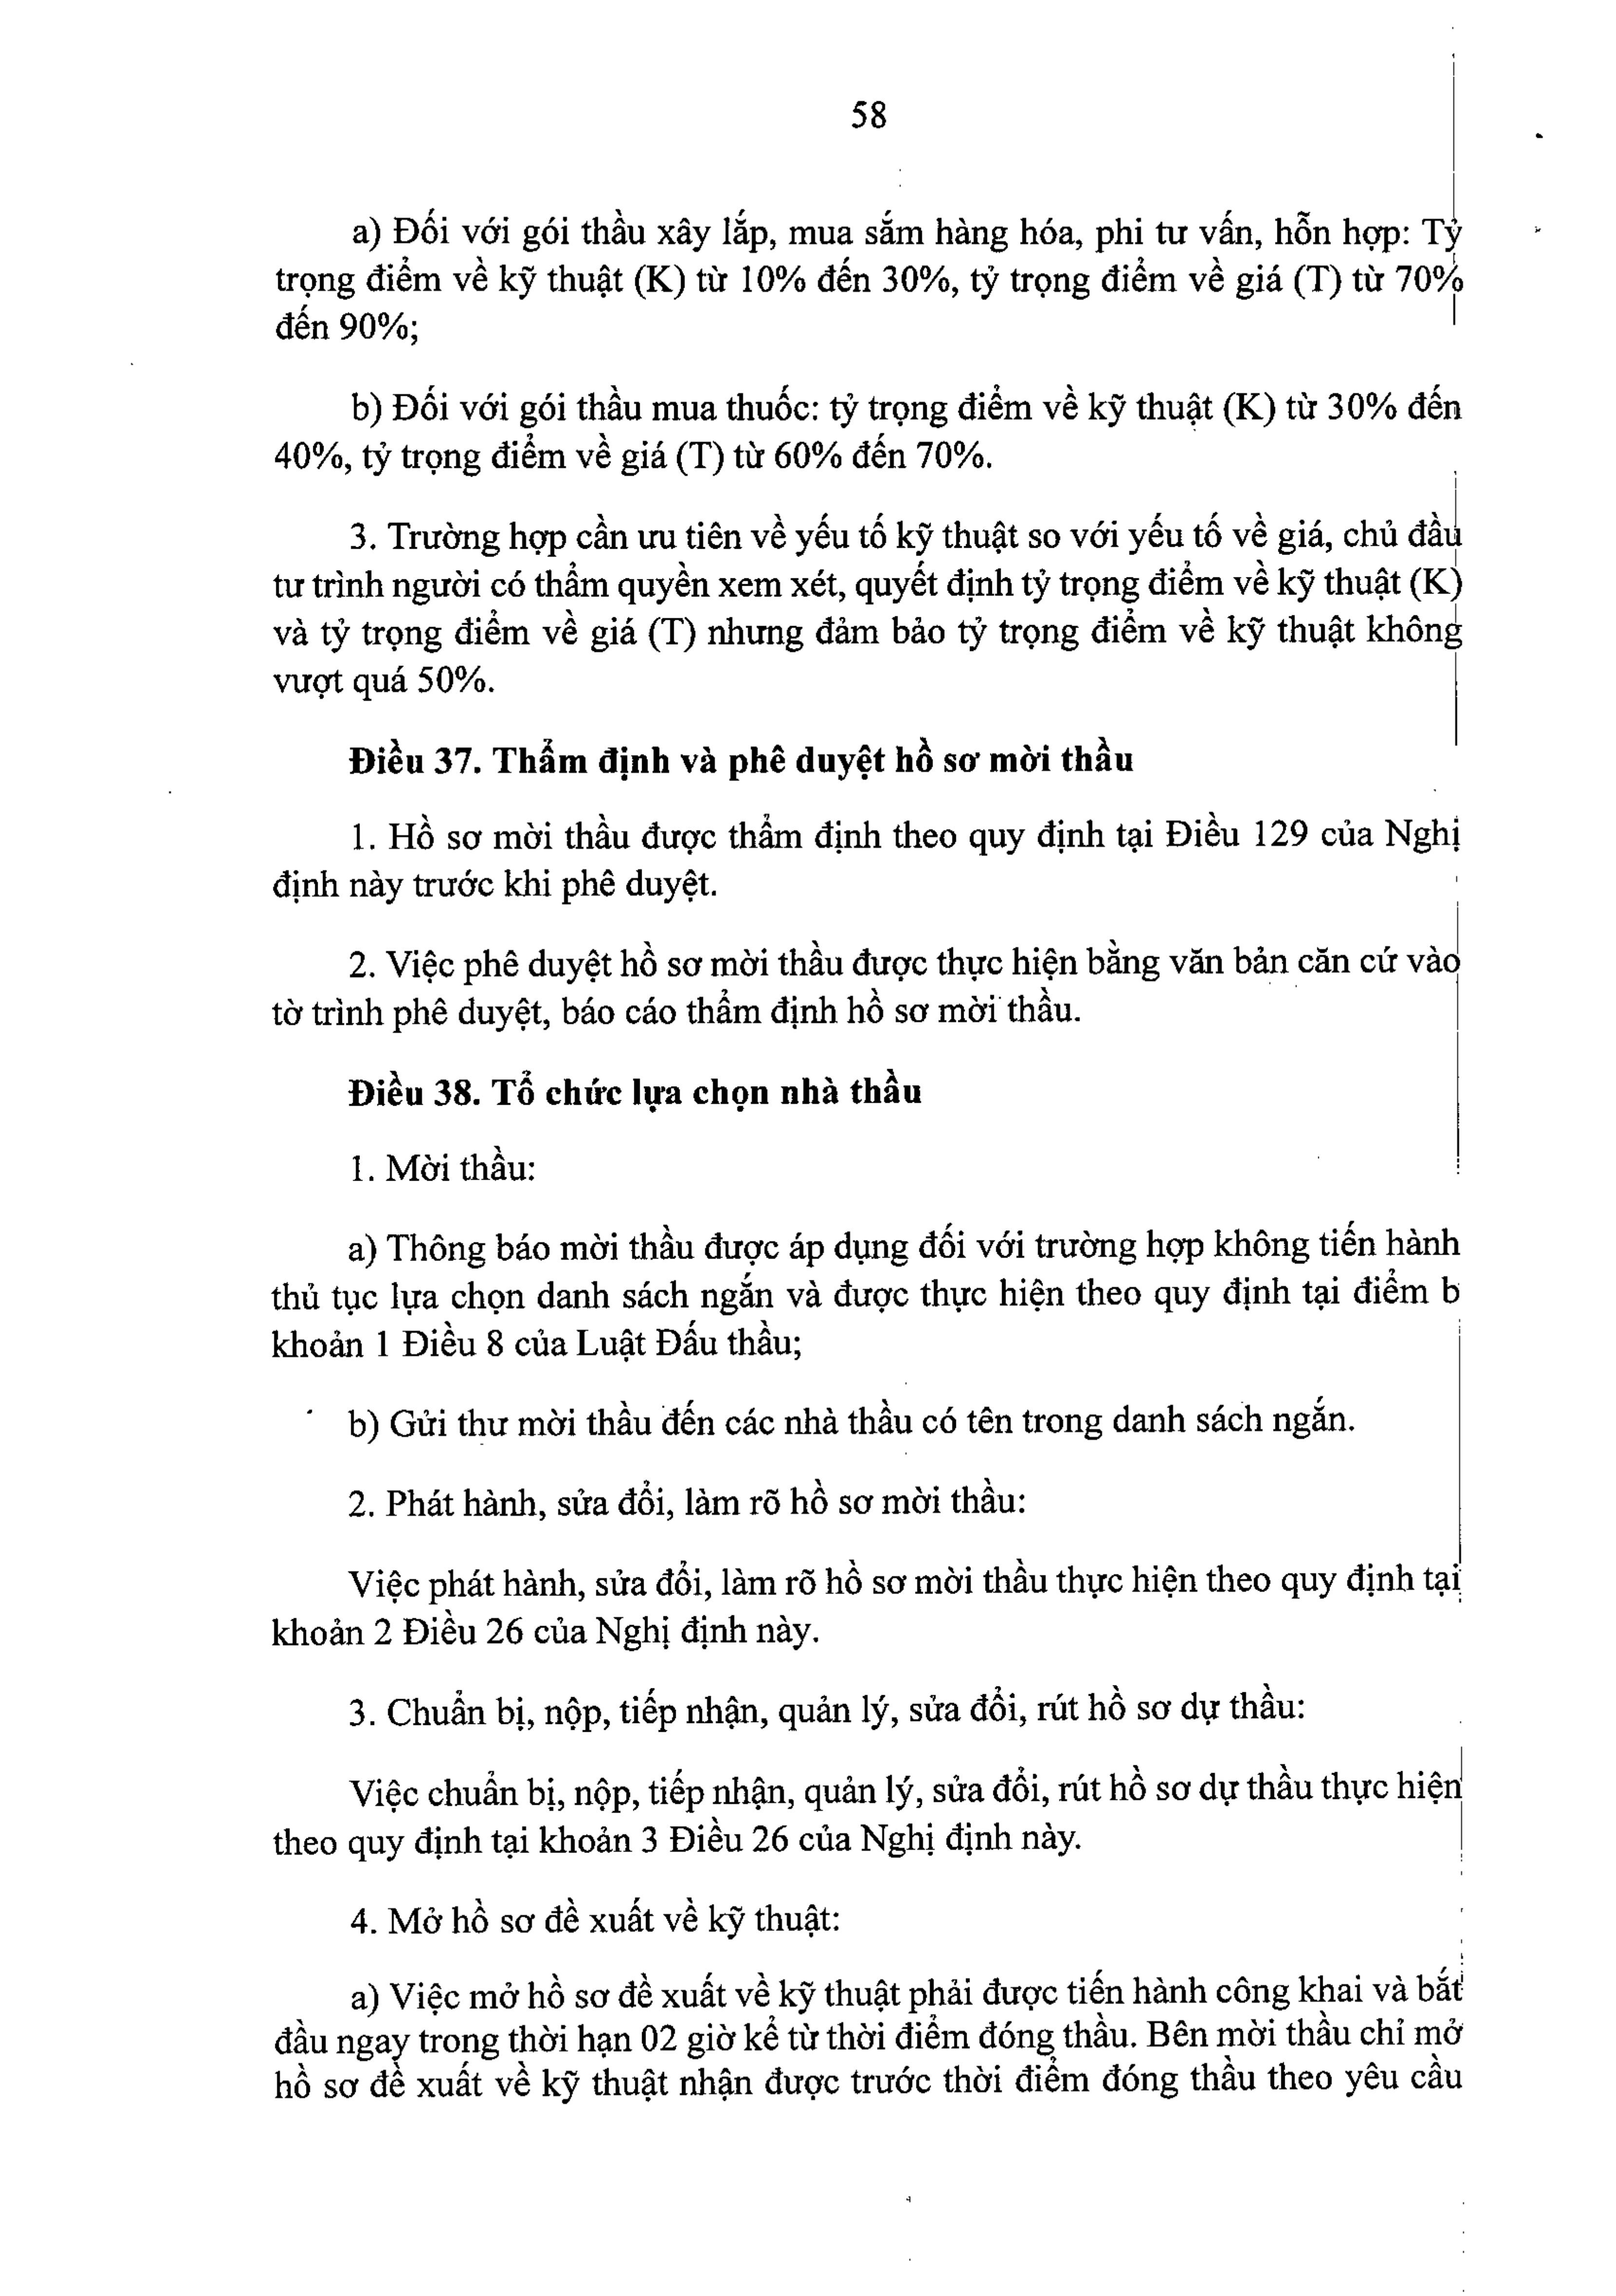 58
a) Đối với gói thầu xây lắp, mua sắm hàng hóa, phi tư vấn, hỗn hợp: Tỷ
trọng điểm về kỹ thuật (K) từ 10% đến 30%, tỷ trọng điểm về giá (T) từ 70%
đến 90%;
b) Đối với gói thầu mua thuốc: tỷ trọng điểm về kỹ thuật (K) từ 30% đến
40%, tỷ trọng điểm về giá (T) từ 60% đến 70%.
3. Trường hợp cần ưu tiên về yếu tố kỹ thuật so với yếu tố về giá, chủ đầu
tư trình người có thẩm quyền xem xét, quyết định tỷ trọng điểm về kỹ thuật (K)
và tỷ trọng điểm về giá (T) nhưng đảm bảo tỷ trọng điểm về kỹ thuật không
vượt quá 50%.
Điều 37. Thẩm định và phê duyệt hồ sơ mời thầu
1. Hồ sơ mời thầu được thẩm định theo quy định tại Điều 129 của Nghị
định này trước khi phê duyệt.
2. Việc phê duyệt hồ sơ mời thầu được thực hiện bằng văn bản căn cứ vào
tờ trình phê duyệt, báo cáo thẩm định hồ sơ mời thầu.
Điều 38. Tổ chức lựa chọn nhà thầu
1. Mời thầu:
a) Thông báo mời thầu được áp dụng đối với trường hợp không tiến hành
thủ tục lựa chọn danh sách ngắn và được thực hiện theo quy định tại điểm b
khoản 1 Điều 8 của Luật Đấu thầu;
b) Gửi thư mời thầu đến các nhà thầu có tên trong danh sách ngắn.
2. Phát hành, sửa đổi, làm rõ hồ sơ mời thầu:
Việc phát hành, sửa đổi, làm rõ hồ sơ mời thầu thực hiện theo quy định tại
khoản 2 Điều 26 của Nghị định này.
3. Chuẩn bị, nộp, tiếp nhận, quản lý, sửa đổi, rút hồ sơ dự thầu:
Việc chuẩn bị, nộp, tiếp nhận, quản lý, sửa đổi, rút hồ sơ dự thầu thực hiện
theo quy định tại khoản 3 Điều 26 của Nghị định này.
4. Mở hồ sơ đề xuất về kỹ thuật:
a) Việc mở hồ sơ đề xuất về kỹ thuật phải được tiến hành công khai và bắt
đầu ngay trong thời hạn 02 giờ kể từ thời điểm đóng thầu. Bên mời thầu chỉ mở
hồ sơ đề xuất về kỹ thuật nhận được trước thời điểm đóng thầu theo yêu cầu